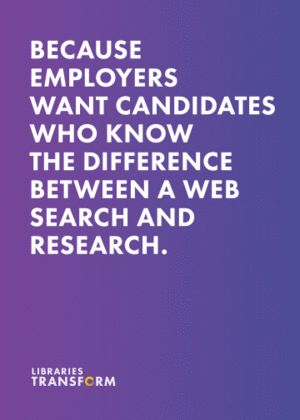 BECAUSE
EMPLOYERS
WANT CANDIDATES
WHO KNOW
THE DIFFERENCE
BETWEEN A WEB
SEARCH AND
RESEARCH.
LIBRARIES
TRANSFORM